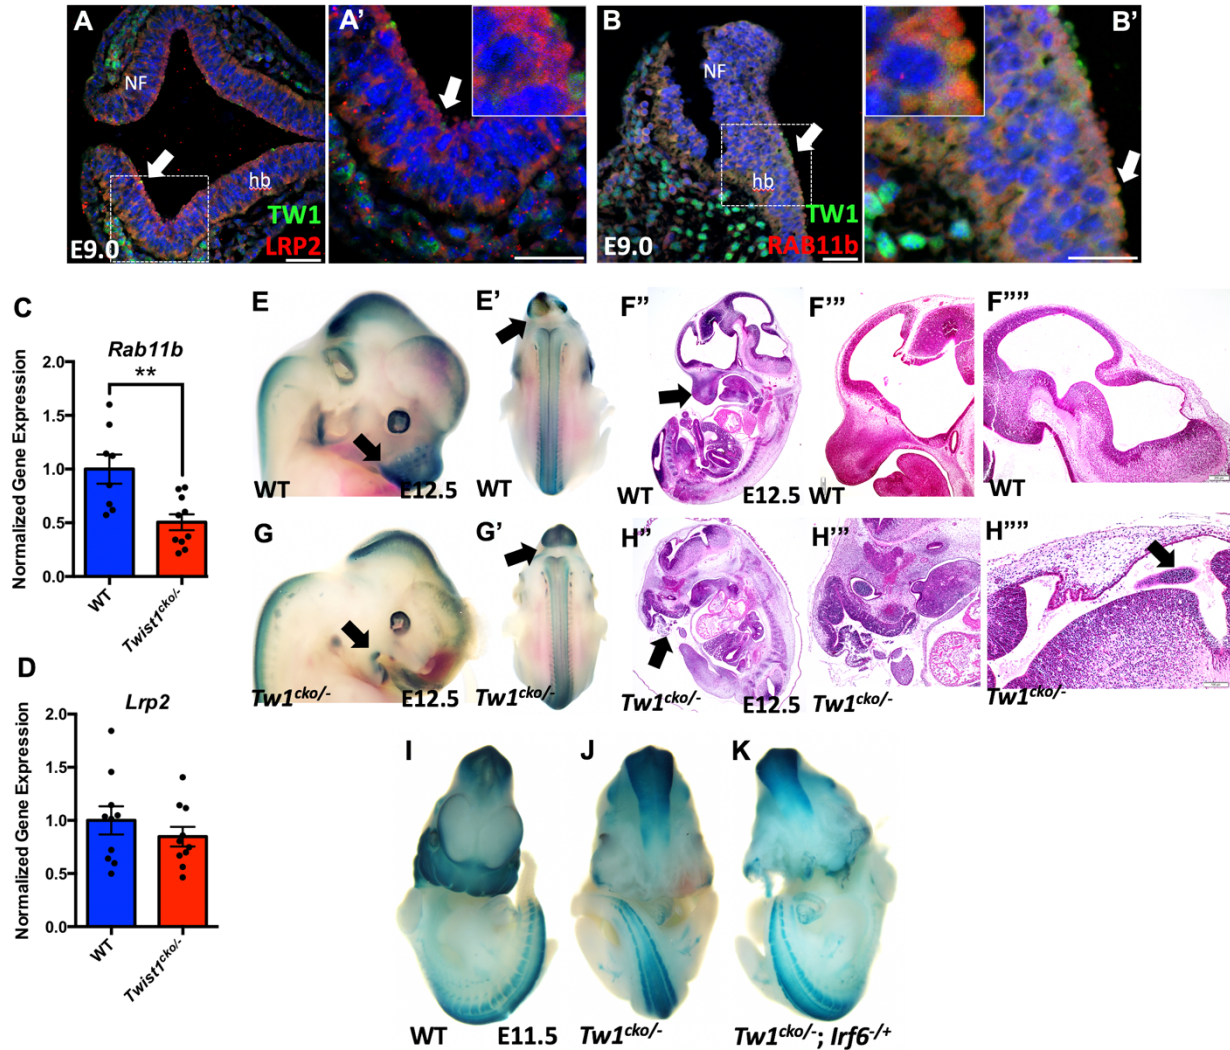 A
NF
hb
TW1
E9.0
LRP2
A'
B
NF
hb
TW1
E9.0
RAB11b
B'
C
Rab11b
**
2.0
1.5
1.0
0.5
0.0
Normalized Gene Expression
WT
Twist1cko/-
D
Lrp2
2.0
1.5
1.0
0.5
0.0
Normalized Gene Expression
WT
Twist1cko/-
E
WT
E12.5
E'
WT
F''
WT
E12.5
F'''
WT
F''''
WT
G
Tw1cko/-
E12.5
G'
Tw1cko/-
H''
Tw1cko/-
E12.5
H'''
Tw1cko/-
H''''
Tw1cko/-
I
WT
E11.5
J
Tw1cko/-
K
Tw1cko/-; Irf6-/+